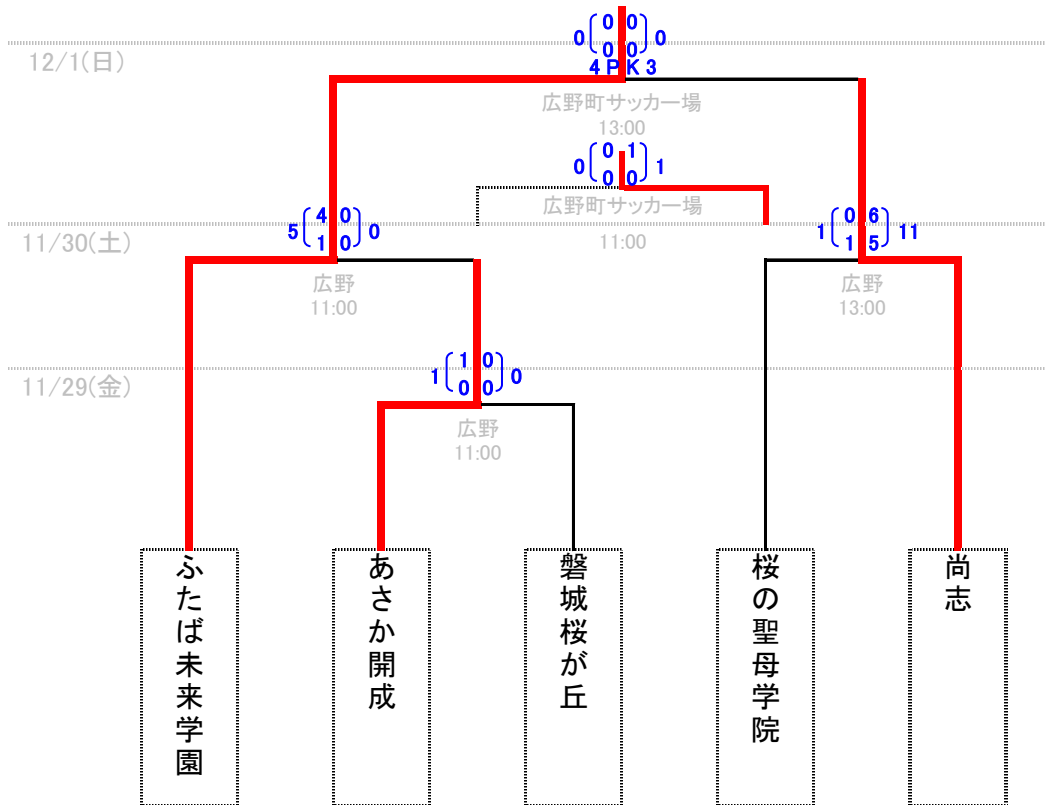 0 0
0 0
0 0
4 P K 3
12/1(日)
広野町サッカー場
13:00
0 1
0 1
0 0
広野町サッカー場
11:00
4 0
5 0
1 0
0 6
1 11
1 5
11/30(土)
広野
11:00
広野
13:00
1 0
1 0
0 0
11/29(金)
広野
11:00
ふたば未来学園
あさか開成
磐城桜が丘
桜の聖母学院
尚志